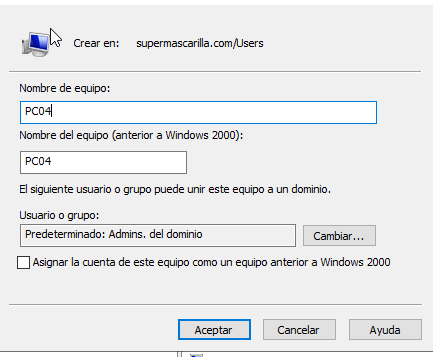 Crear en: supermascarilla.com/Users
Nombre de equipo:
PC04
Nombre del equipo (anterior a Windows 2000):
PC04
El siguiente usuario o grupo puede unir este equipo a un dominio.
Usuario o grupo:
Predeterminado: Admins. del dominio Cambiar...
Asignar la cuenta de este equipo como un equipo anterior a Windows 2000
Aceptar Cancelar Ayuda